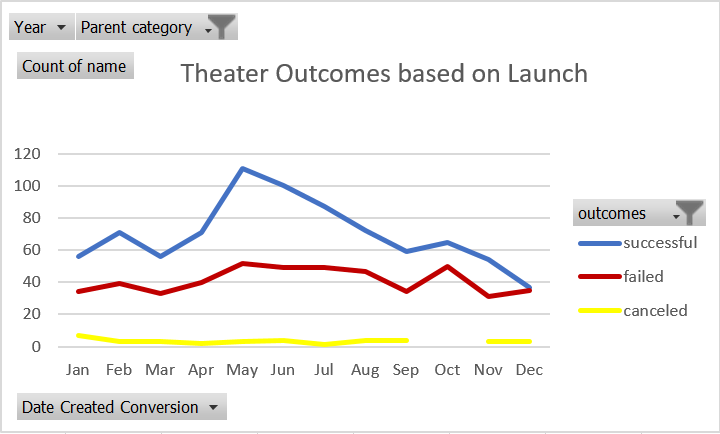 Year Parent category
Count of name
Theater Outcomes based on Launch
120
100
80
60
40
20
0
Jan Feb Mar Apr May Jun Jul Aug Sep Oct Nov Dec
outcomes
successful
failed
canceled
Date Created Conversion